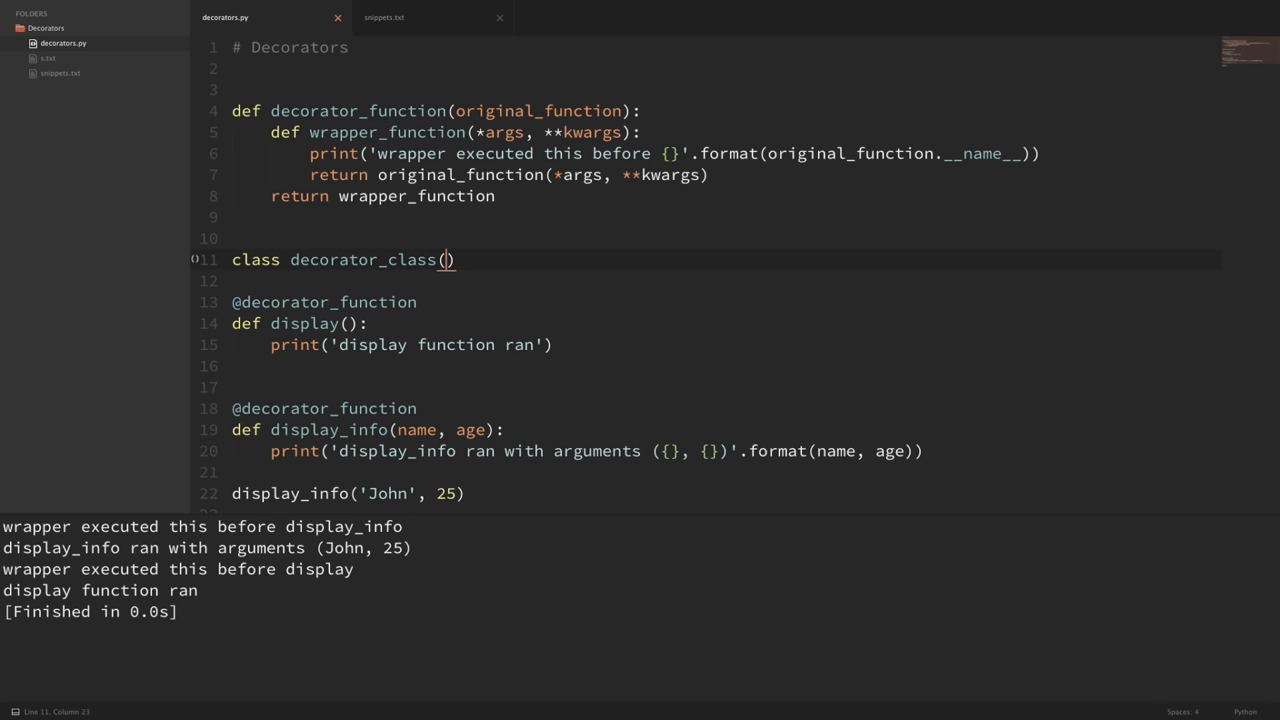 FOLDERS
Decorators
decorators.py
s.txt
snippets.txt
decorators.py
snippets.txt
1 # Decorators
2
3
4 def decorator_function(original_function):
5     def wrapper_function(*args, **kwargs):
6         print('wrapper executed this before {}'.format(original_function.__name__))
7         return original_function(*args, **kwargs)
8     return wrapper_function
9
10
11 class decorator_class()
12
13 @decorator_function
14 def display():
15     print('display function ran')
16
17
18 @decorator_function
19 def display_info(name, age):
20     print('display_info ran with arguments ({}, {})'.format(name, age))
21
22 display_info('John', 25)
wrapper executed this before display_info
display_info ran with arguments (John, 25)
wrapper executed this before display
display function ran
[Finished in 0.0s]
Line 11, Column 23
Spaces: 4
Python